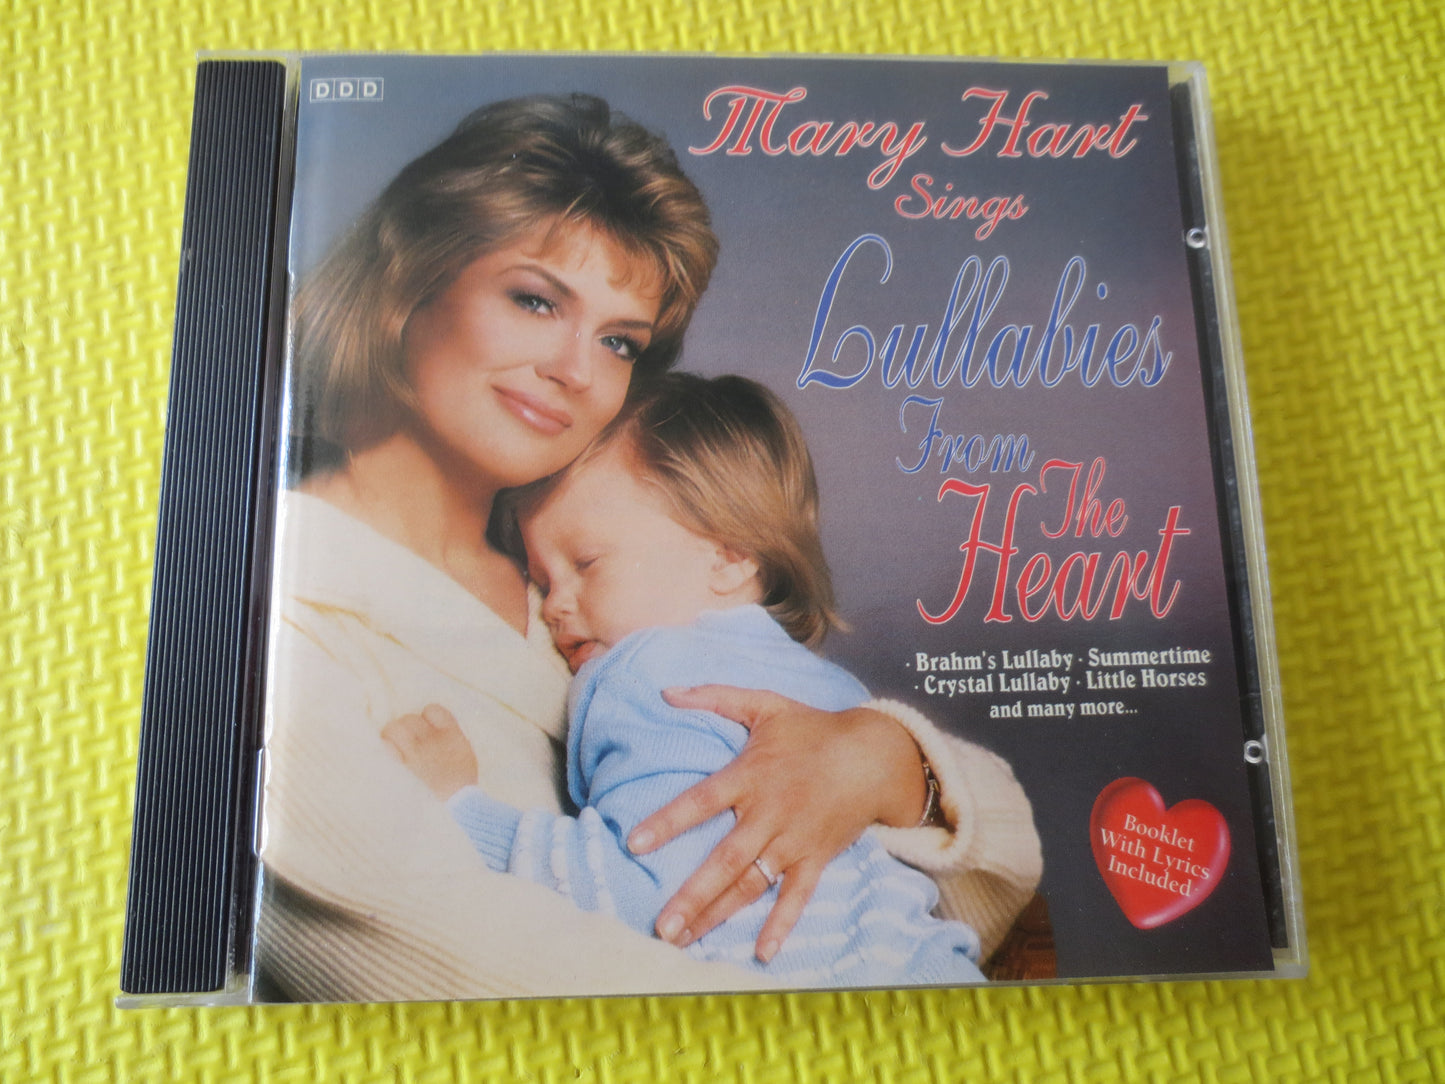 DDD
Mary Hart
Sings
Lullabies
From
The
Heart
· Brahm's Lullaby · Summertime
· Crystal Lullaby · Little Horses
and many more...
Booklet
With Lyrics
Included